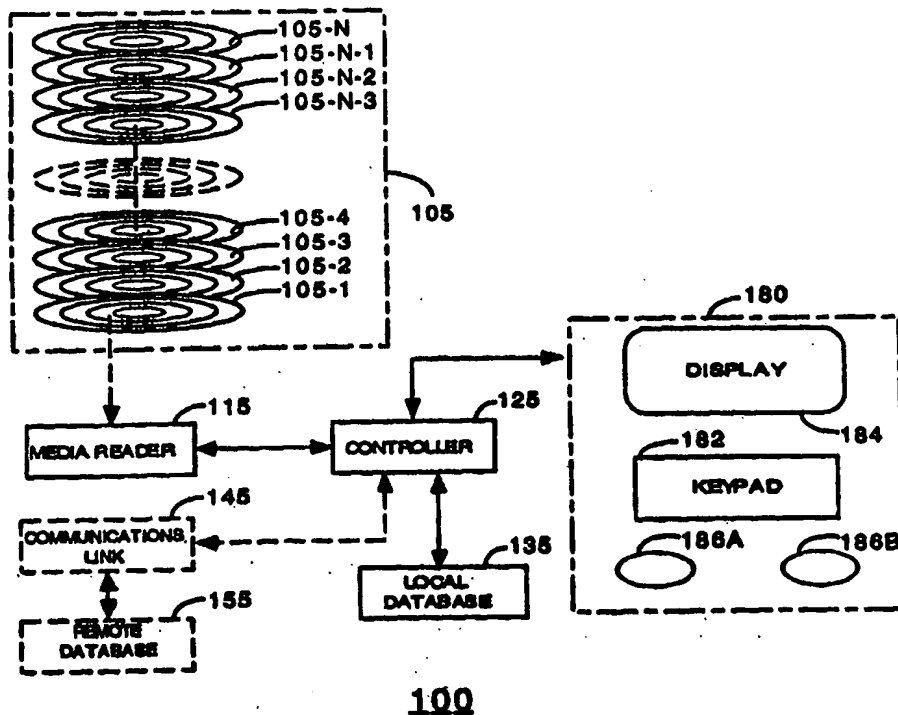 105-N
105-N-1
105-N-2
105-N-3
105
105-4
105-3
105-2
105-1
180
DISPLAY
184
115
MEDIA READER
125
CONTROLLER
182
KEYPAD
145
COMMUNICATIONS
LINK
186A
186B
135
LOCAL
DATABASE
155
REMOTE
DATABASE
100